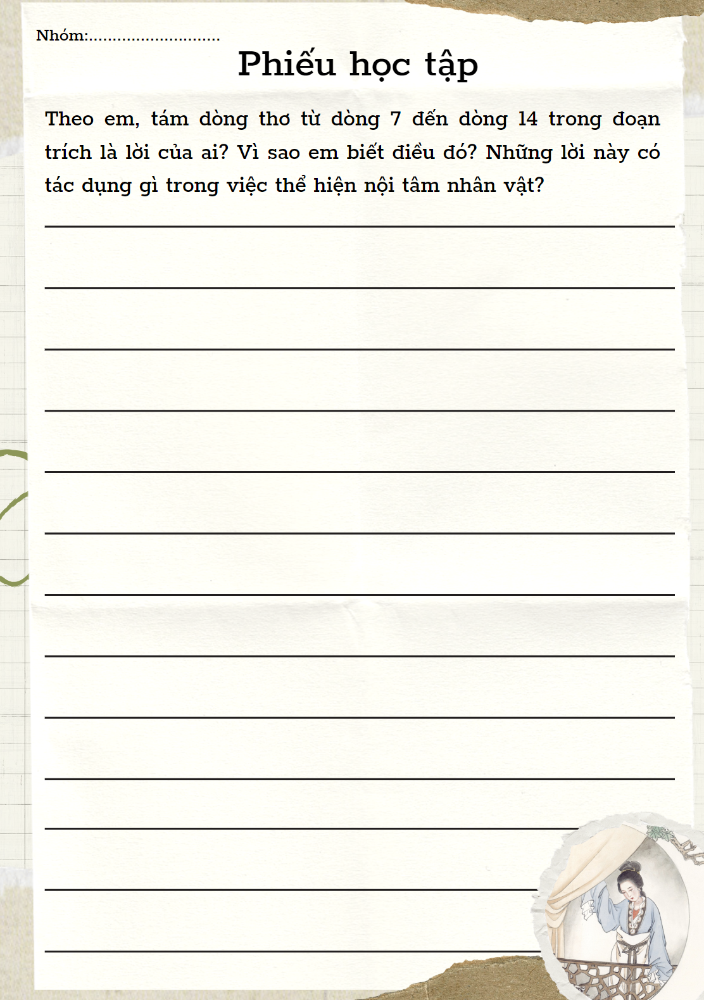 Nhóm:............................
Phiếu học tập
Theo em, tám dòng thơ từ dòng 7 đến dòng 14 trong đoạn
trích là lời của ai? Vì sao em biết điều đó? Những lời này có
tác dụng gì trong việc thể hiện nội tâm nhân vật?